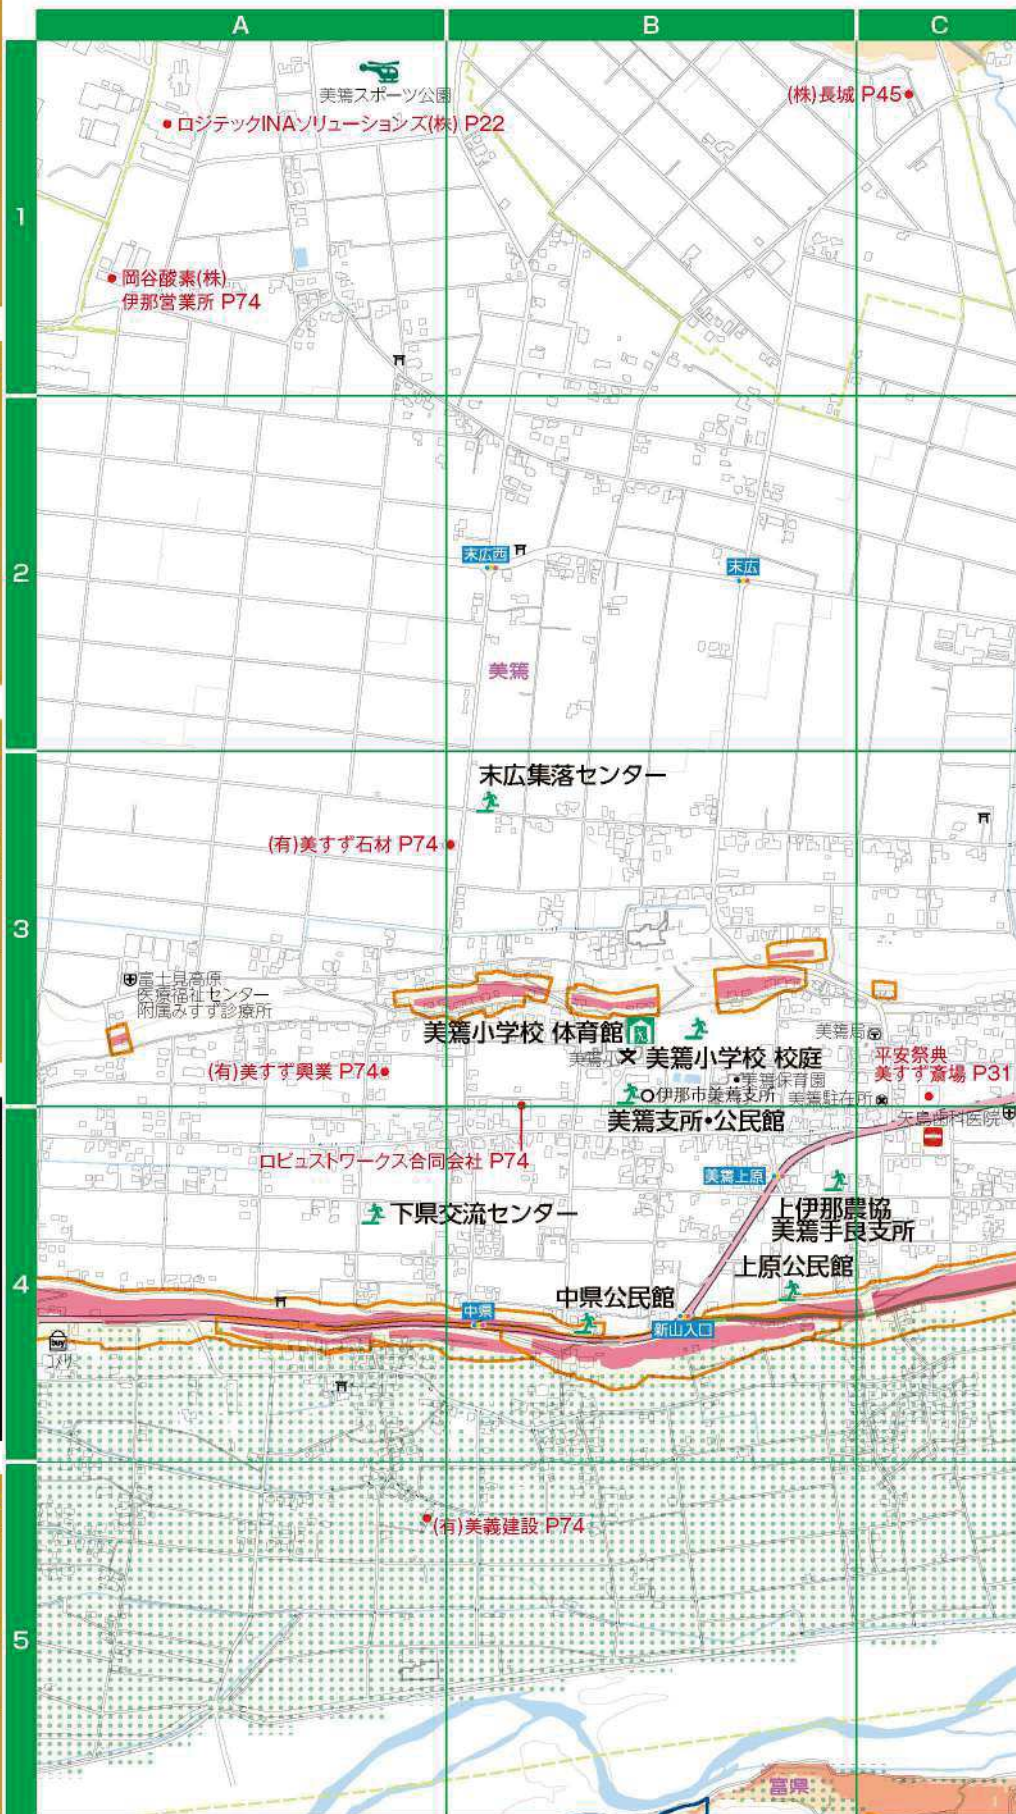 A
B
C
1
美篶スポーツ公園
ロジテックINAソリューションズ(株) P22
(株)長城 P45
岡谷酸素(株)
伊那営業所 P74
2
末広西
末広
美篶
3
末広集落センター
(有)美すず石材 P74
富士見高原
医療福祉センター
附属みすず診療所
美篶小学校 体育館
美篶局
美篶小
美篶小学校 校庭
平安祭典
美すず斎場 P31
(有)美すず興業 P74
美篶保育園
伊那市美篶支所
美篶駐在所
美篶支所・公民館
矢島歯科医院
4
ロビュストワークス合同会社 P74
美篶上原
下県交流センター
上伊那農協
美篶手良支所
上原公民館
中県公民館
中県
新山入口
buy
コメリ
5
(有)美義建設 P74
富県